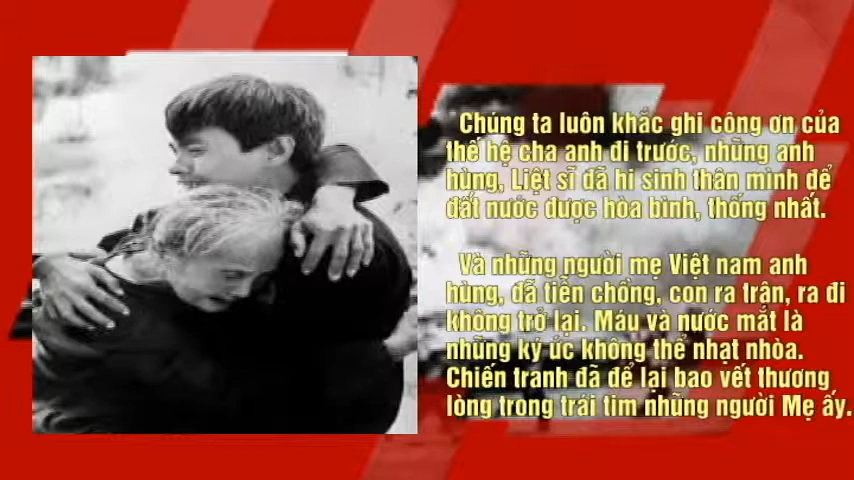 Chúng ta luôn khắc ghi công ơn của
thế hệ cha anh đi trước, những anh
hùng, Liệt sĩ đã hi sinh thân mình để
đất nước được hòa bình, thống nhất.
Và những người mẹ Việt nam anh
hùng, đã tiễn chồng, con ra trận, ra đi
không trở lại. Máu và nước mắt là
những ký ức không thể nhạt nhòa.
Chiến tranh đã để lại bao vết thương
lòng trong trái tim những người Mẹ ấy.